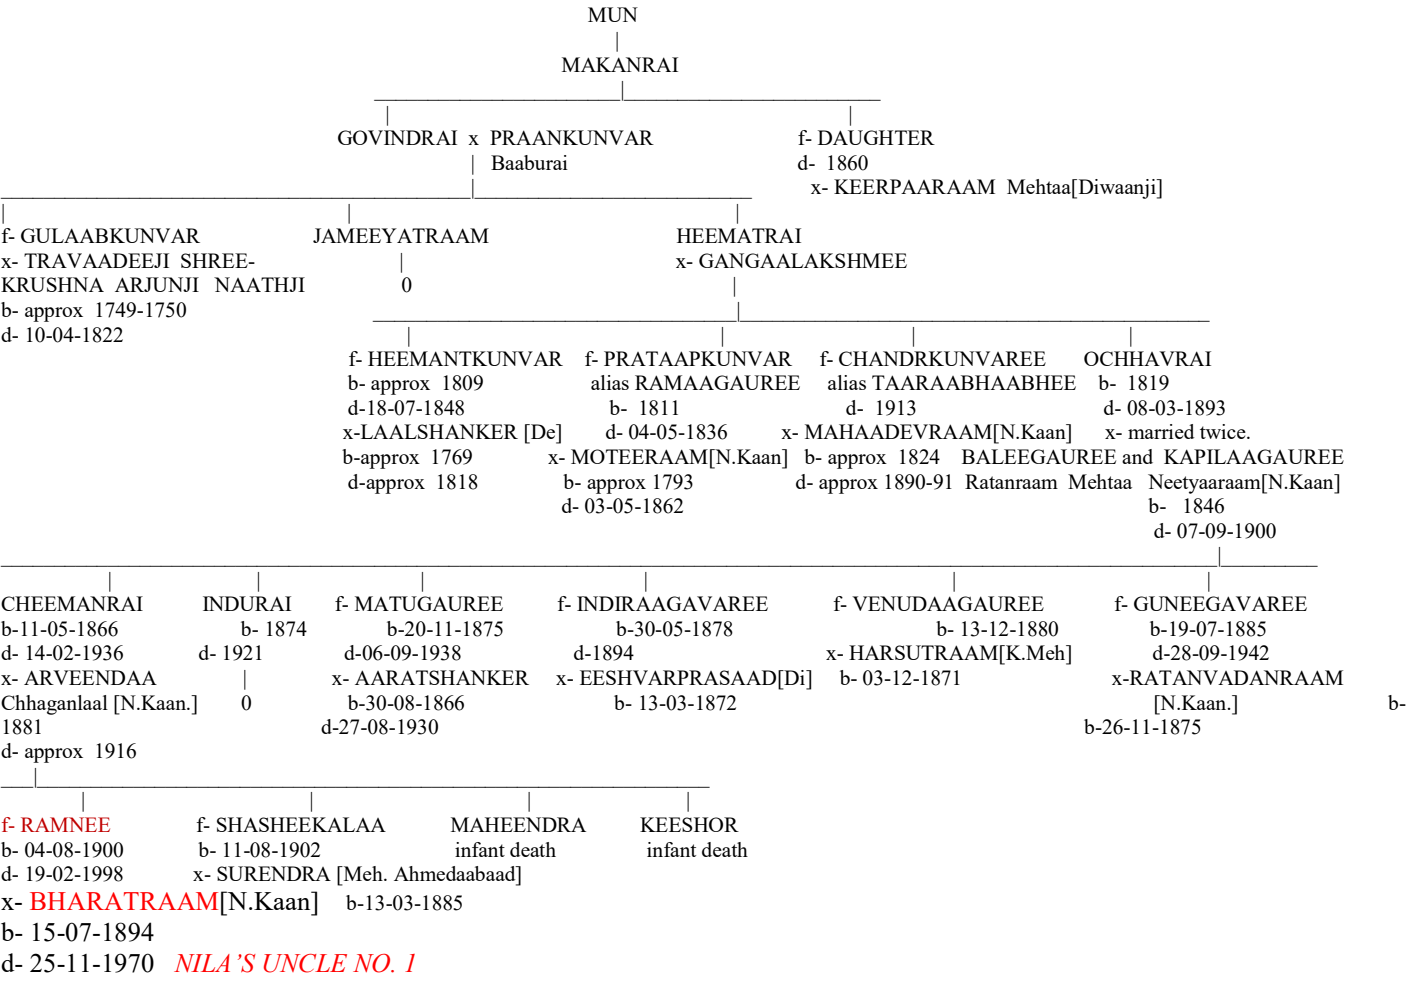 MUN
MAKANRAI
GOVINDRAI x PRAANKUNVAR f- DAUGHTER
Baaburai d- 1860
x- KEERPAARAAM Mehtaa[Diwaanji]
f- GULAABKUNVAR JAMEEYATRAAM HEEMATRAI
x- TRAVAADEEJI SHREE- x- GANGAALAKSHMEE
KRUSHNA ARJUNJI NAATHJI 0
b- approx 1749-1750
d- 10-04-1822
f- HEEMANTKUNVAR f- PRATAAPKUNVAR f- CHANDRKUNVAREE OCHHAVRAI
b- approx 1809 alias RAMAAGAUREE alias TAARAABHAABHEE b- 1819
d-18-07-1848 b- 1811 d- 1913 d- 08-03-1893
x-LAALSHANKER [De] d- 04-05-1836 x- MAHAADEVRAAM[N.Kaan] x- married twice.
b-approx 1769 x- MOTEERAAM[N.Kaan] b- approx 1824 BALEEGAUREE and KAPILAAGAUREE
d-approx 1818 b- approx 1793 d- approx 1890-91 Ratanraam Mehtaa Neetyaaraam[N.Kaan]
d- 03-05-1862 b- 1846
d- 07-09-1900
CHEEMANRAI INDURAI f- MATUGAUREE f- INDIRAAGAVAREE f- VENUDAAGAUREE f- GUNEEGAVAREE
b-11-05-1866 b- 1874 b-20-11-1875 b-30-05-1878 b- 13-12-1880 b-19-07-1885
d- 14-02-1936 d- 1921 d-06-09-1938 d-1894 x- HARSUTRAAM[K.Meh] d-28-09-1942
x- ARVEENDAA x- AARATSHANKER x- EESHVARPRASAAD[Di] b- 03-12-1871 x-RATANVADANRAAM
Chhaganlaal [N.Kaan.] 0 b-30-08-1866 b- 13-03-1872 [N.Kaan.] b-
1881 d-27-08-1930 b-26-11-1875
d- approx 1916
f- RAMNEE f- SHASHEEKALAA MAHEENDRA KEESHOR
b- 04-08-1900 b- 11-08-1902 infant death infant death
d- 19-02-1998 x- SURENDRA [Meh. Ahmedaabaad]
x- BHARATRAAM[N.Kaan] b-13-03-1885
b- 15-07-1894
d- 25-11-1970 NILA’S UNCLE NO. 1